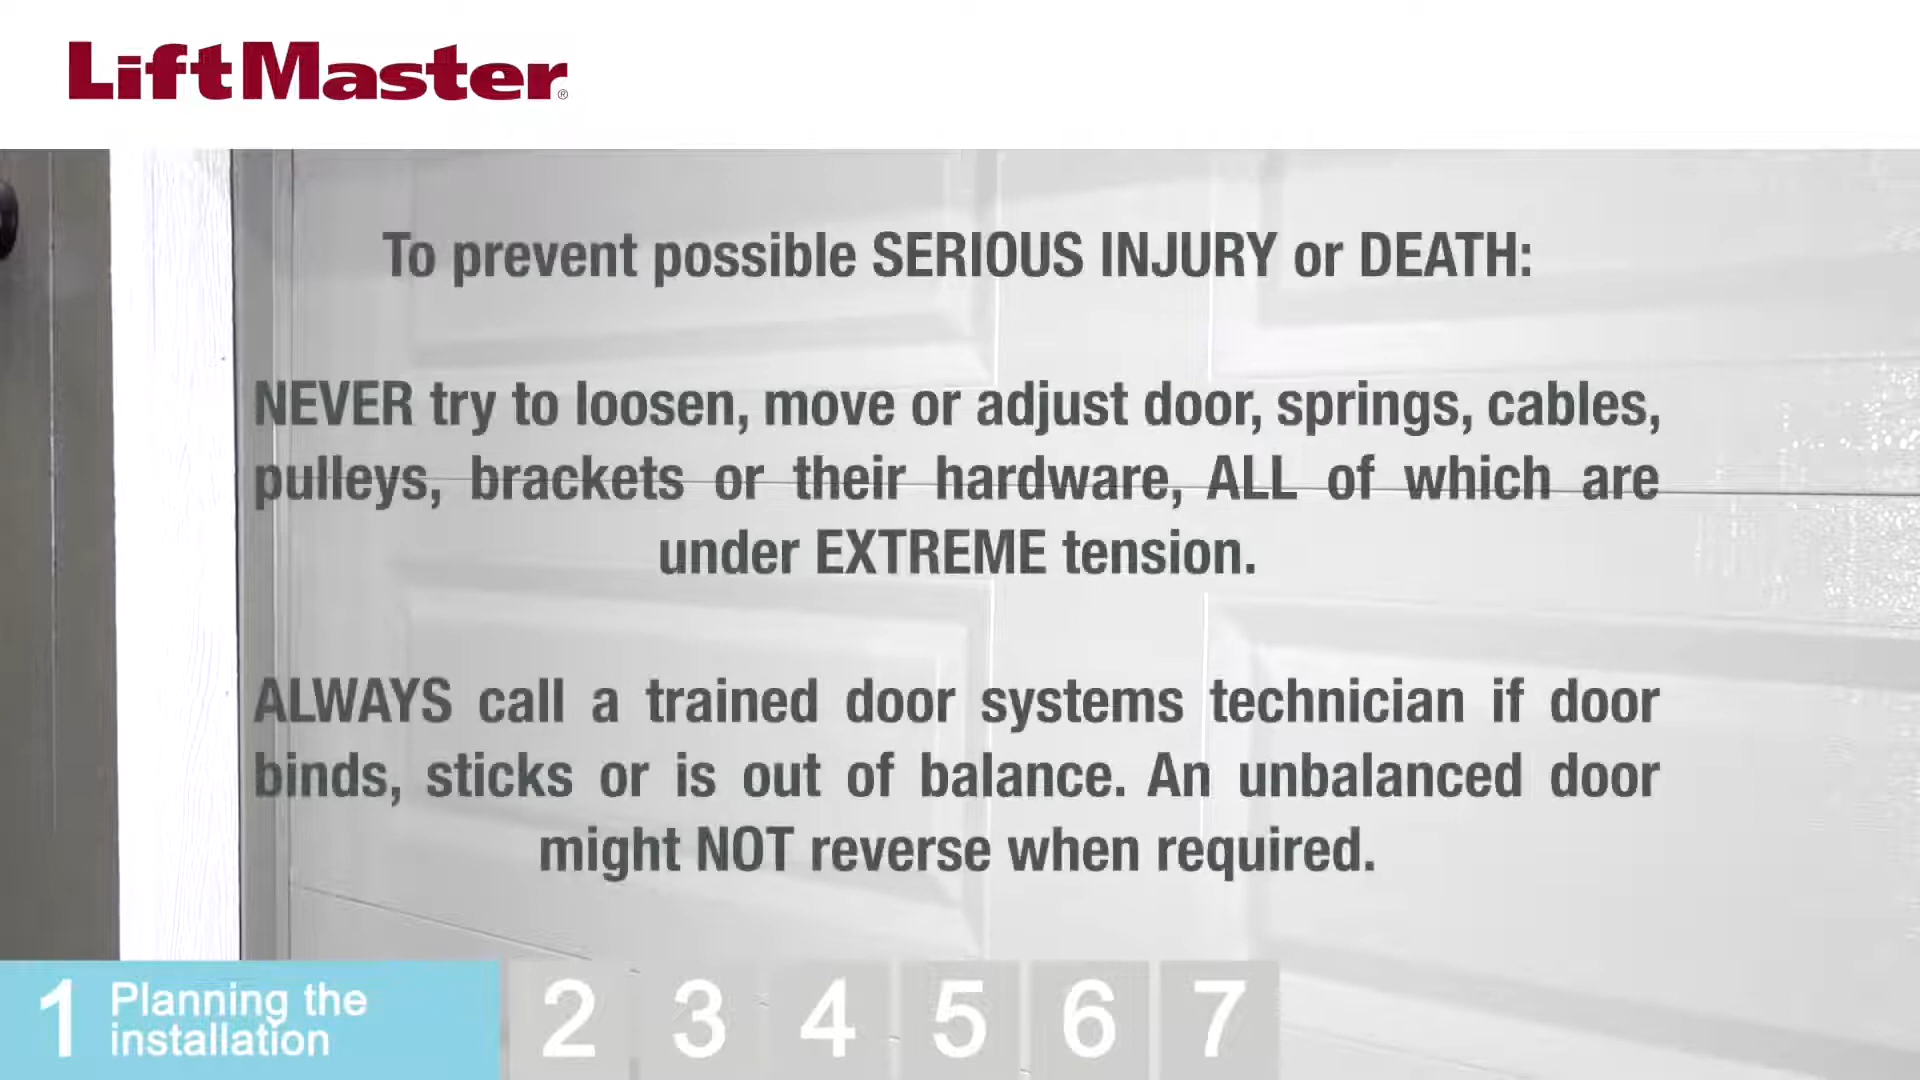 LiftMaster®
To prevent possible SERIOUS INJURY or DEATH:
NEVER try to loosen, move or adjust door, springs, cables,
pulleys, brackets or their hardware, ALL of which are
under EXTREME tension.
ALWAYS call a trained door systems technician if door
binds, sticks or is out of balance. An unbalanced door
might NOT reverse when required.
1 Planning the
installation
2 3 4 5 6 7